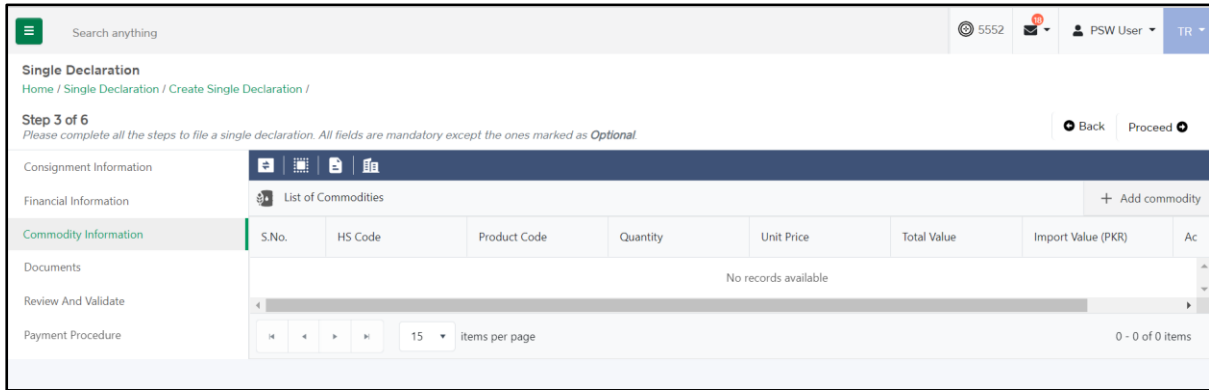 Search anything
5552
18
PSW User
TR
Single Declaration
Home / Single Declaration / Create Single Declaration /
Step 3 of 6
Please complete all the steps to file a single declaration. All fields are mandatory except the ones marked as Optional.
Back
Proceed
Consignment Information
Financial Information
Commodity Information
Documents
Review And Validate
Payment Procedure
List of Commodities
+ Add commodity
S.No. HS Code Product Code Quantity Unit Price Total Value Import Value (PKR) Ac
No records available
15 items per page
0 - 0 of 0 items